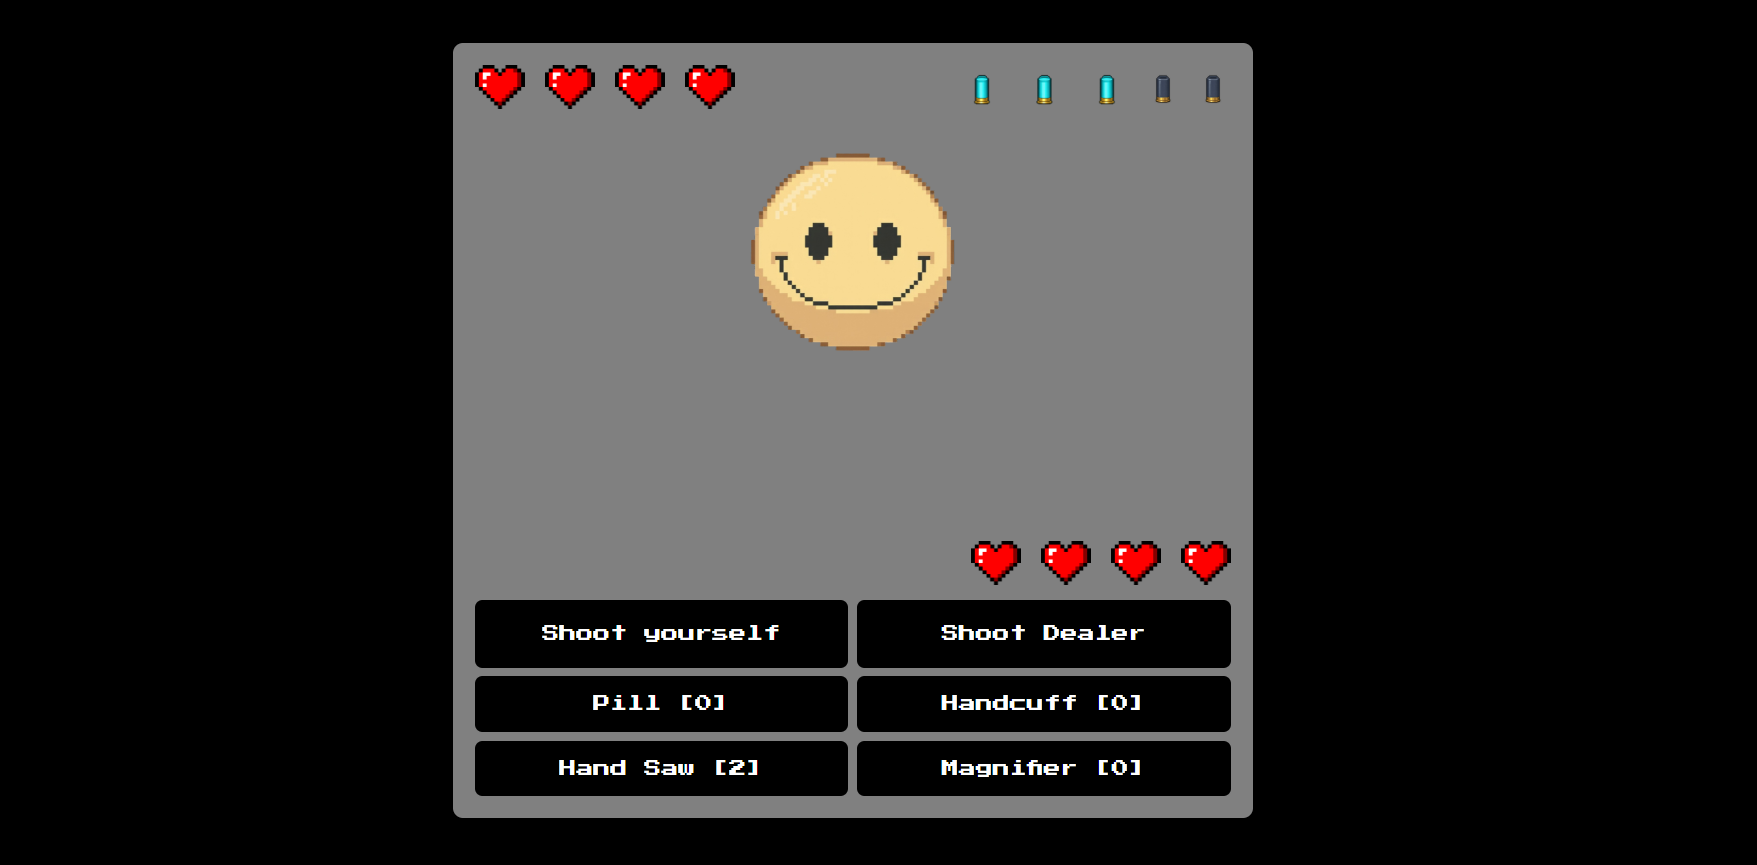 Shoot yourself
Shoot Dealer
Pill [0]
Handcuff [0]
Hand Saw [2]
Magnifier [0]